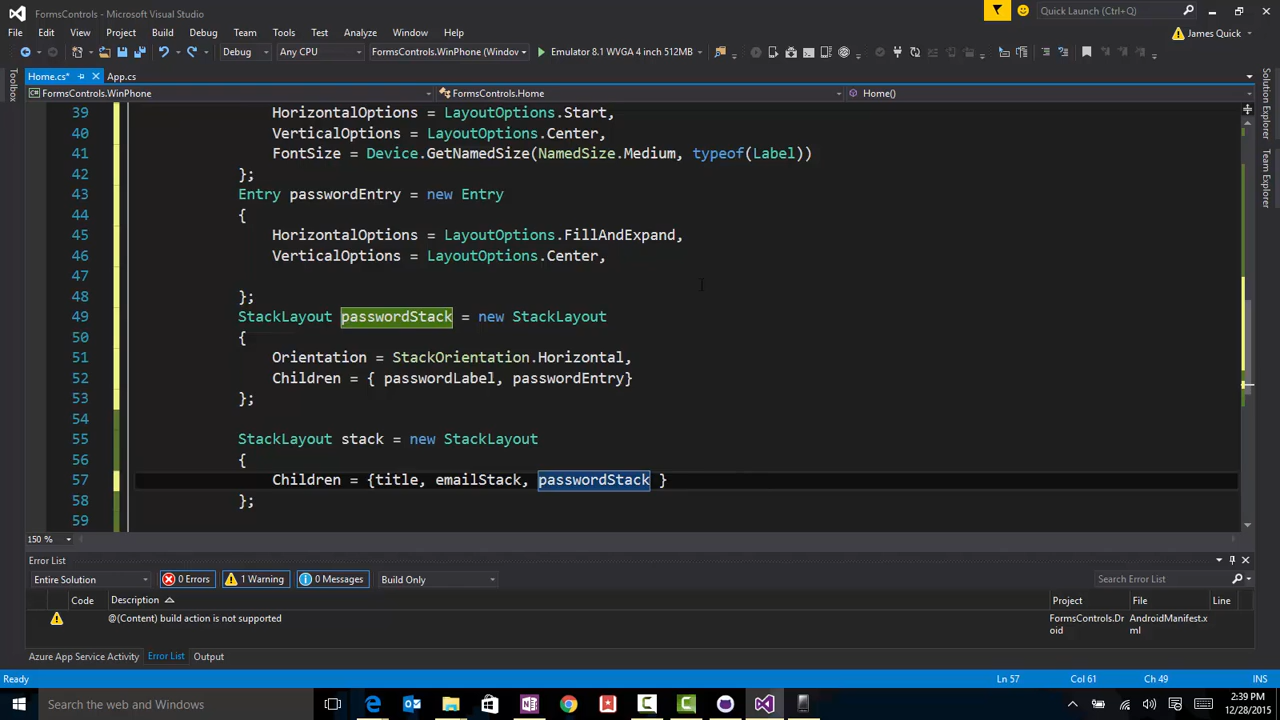 FormsControls - Microsoft Visual Studio
Quick Launch (Ctrl+Q)
File Edit View Project Build Debug Team Tools Test Analyze Window Help
James Quick
Debug Any CPU FormsControls.WinPhone (Window Emulator 8.1 WVGA 4 inch 512MB
Home.cs* App.cs
FormsControls.WinPhone FormsControls.Home Home()
Toolbox
Solution Explorer
Team Explorer
39 HorizontalOptions = LayoutOptions.Start,
40 VerticalOptions = LayoutOptions.Center,
41 FontSize = Device.GetNamedSize(NamedSize.Medium, typeof(Label))
42 };
43 Entry passwordEntry = new Entry
44 {
45 HorizontalOptions = LayoutOptions.FillAndExpand,
46 VerticalOptions = LayoutOptions.Center,
47
48 };
49 StackLayout passwordStack = new StackLayout
50 {
51 Orientation = StackOrientation.Horizontal,
52 Children = { passwordLabel, passwordEntry}
53 };
54
55 StackLayout stack = new StackLayout
56 {
57 Children = {title, emailStack, passwordStack }
58 };
59
150 %
Error List
Entire Solution 0 Errors 1 Warning 0 Messages Build Only Search Error List
Code Description Project File Line
@(Content) build action is not supported FormsControls.Dr AndroidManifest.x
oid ml
Azure App Service Activity Error List Output
Ready Ln 57 Col 61 Ch 49 INS
Search the web and Windows 2:39 PM
12/28/2015